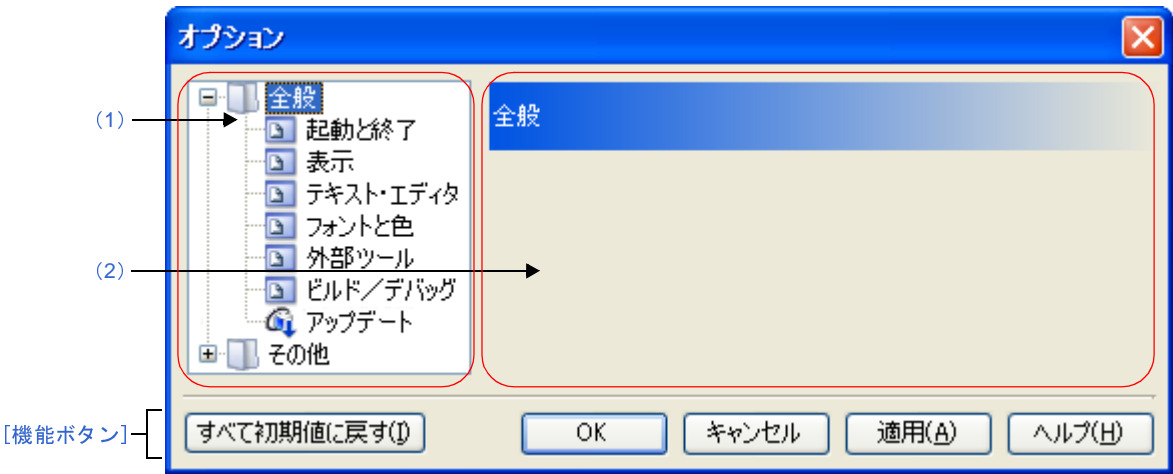 オプション
全般
起動と終了
表示
テキスト・エディタ
フォントと色
外部ツール
ビルド／デバッグ
アップデート
その他
全般
(1)
(2)
[機能ボタン]
すべて初期値に戻す(I)
OK
キャンセル
適用(A)
ヘルプ(H)